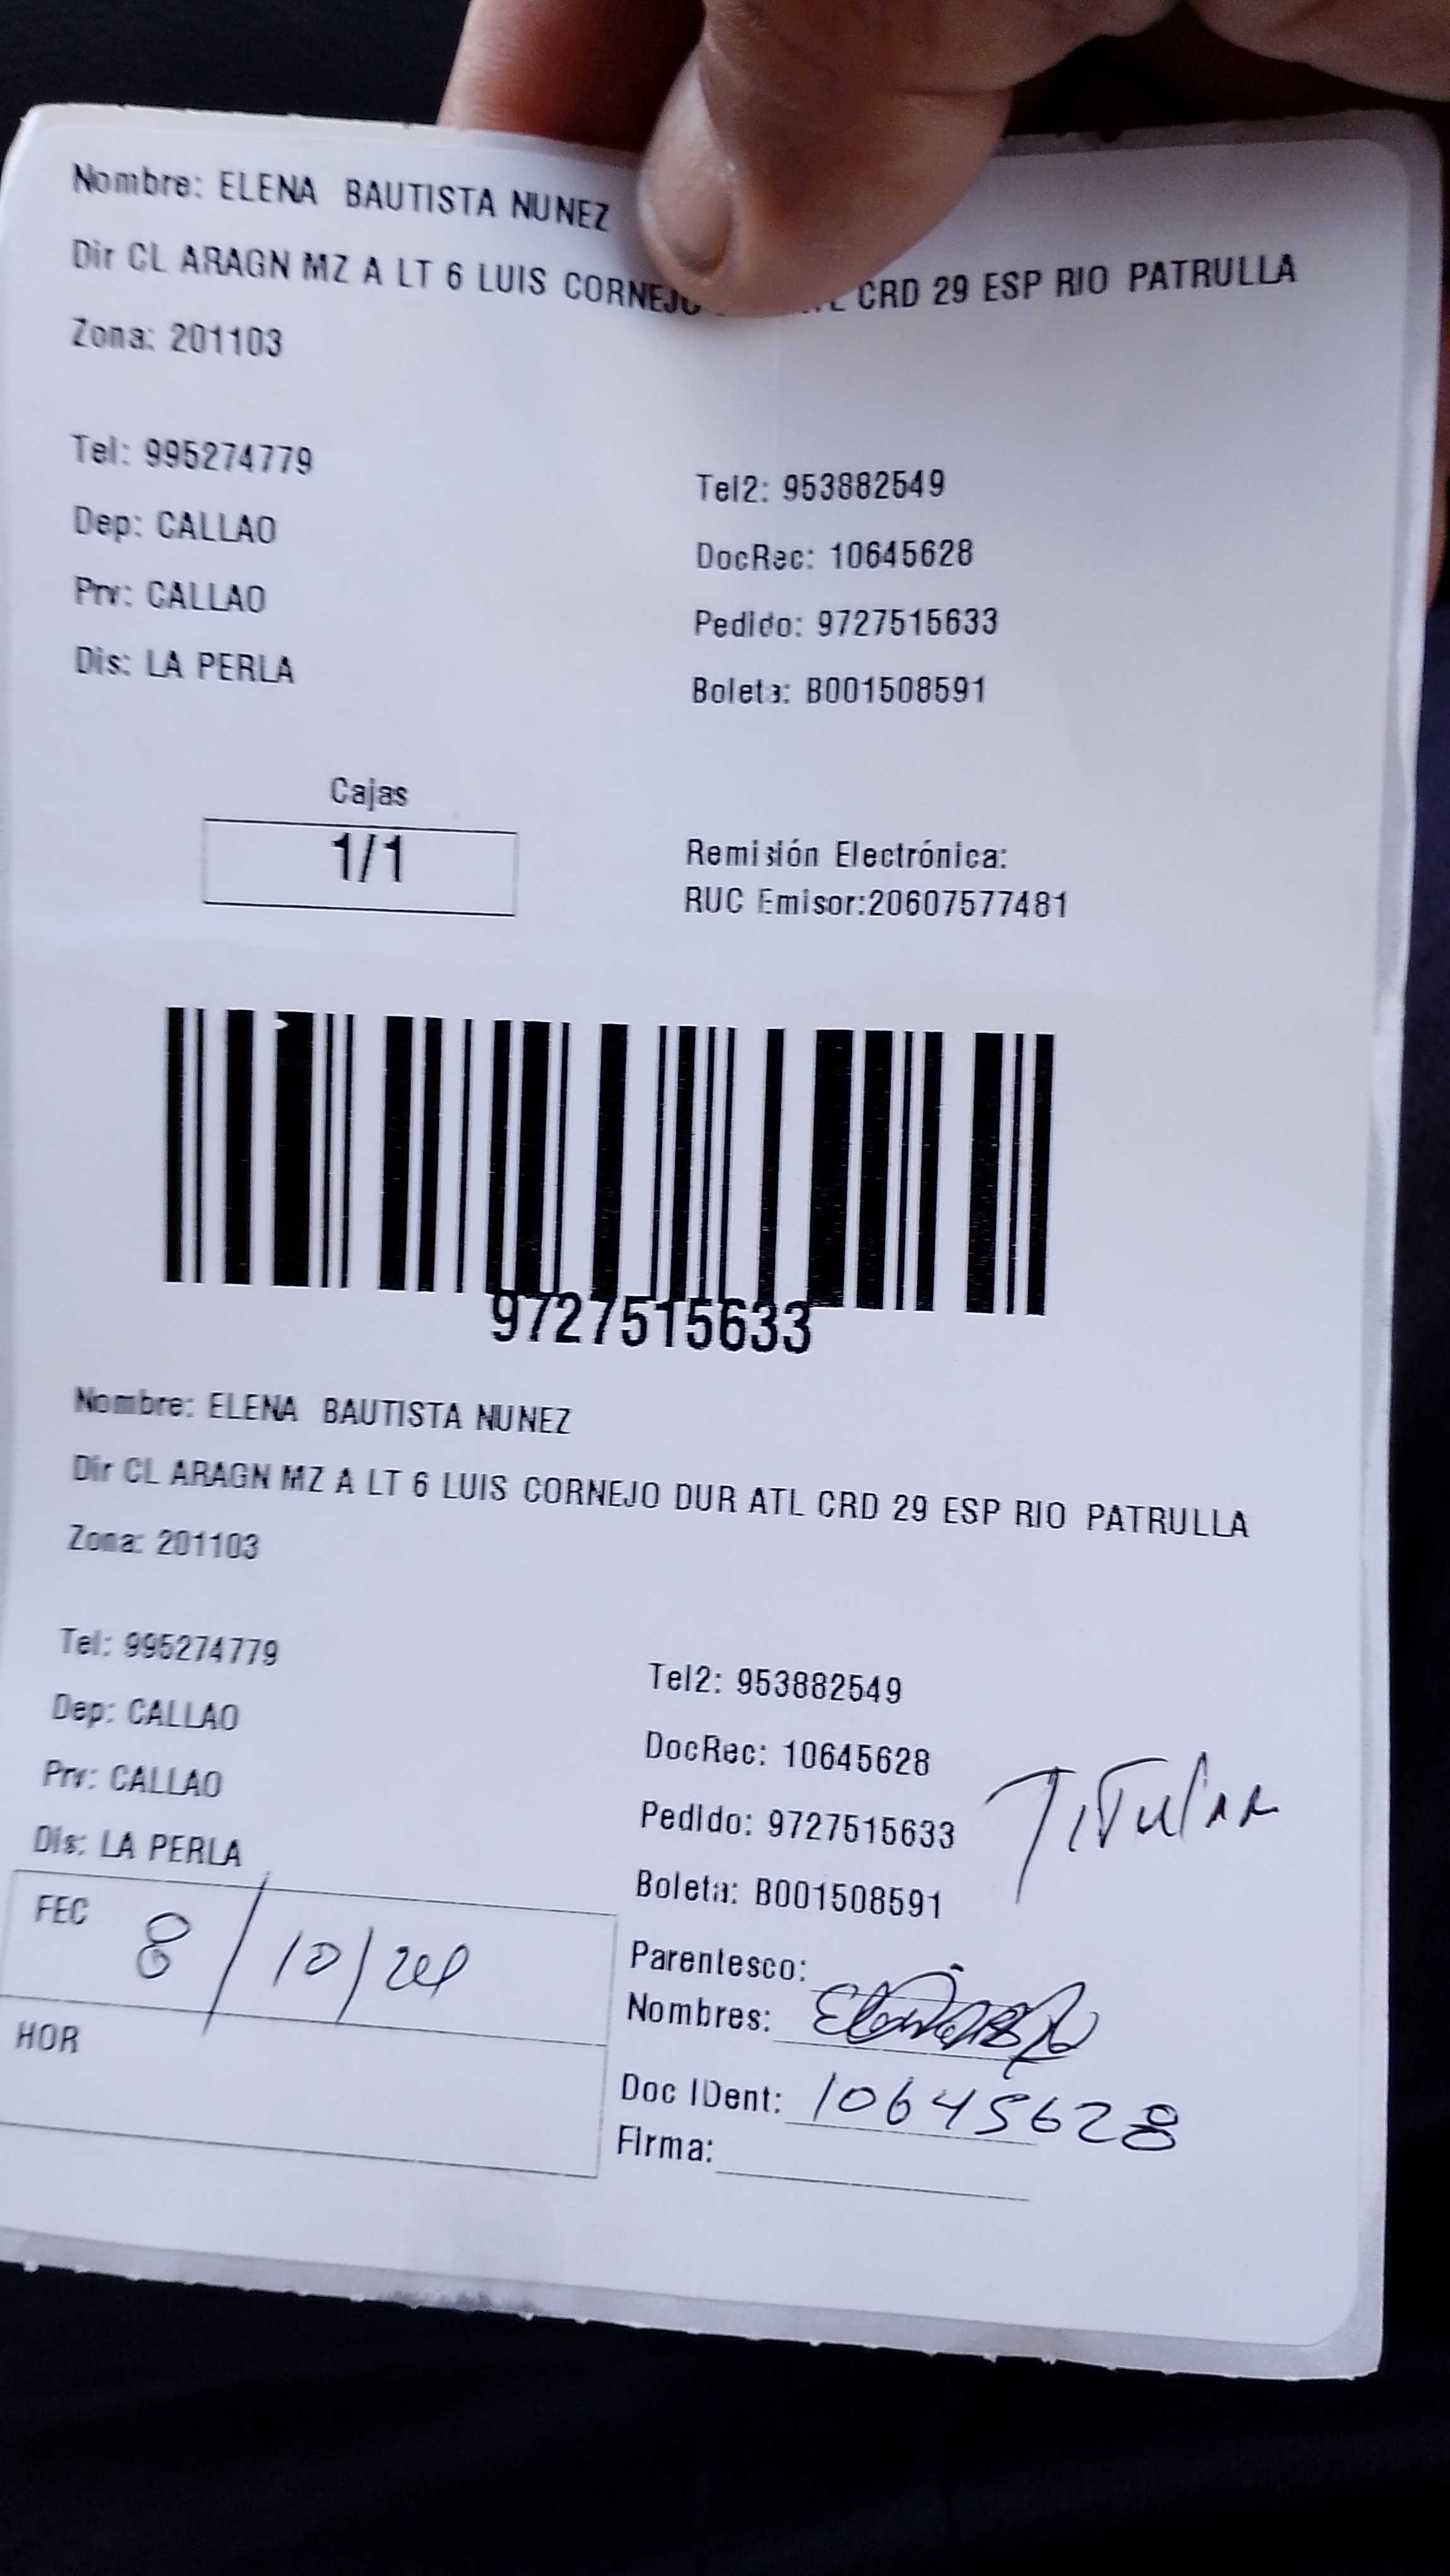 Nombre: ELENA BAUTISTA NUNEZ
Dir CL ARAGN MZ A LT 6 LUIS CORNEJO CRD 29 ESP RIO PATRULLA
Zona: 201103
Tel: 995274779
Tel2: 953882549
Dep: CALLAO
DocRec: 10645628
Prv: CALLAO
Pedido: 9727515633
Dis: LA PERLA
Boleta: B001508591
Cajas
1/1
Remisión Electrónica:
RUC Emisor:20607577481
9727515633
Nombre: ELENA BAUTISTA NUNEZ
Dir CL ARAGN MZ A LT 6 LUIS CORNEJO DUR ATL CRD 29 ESP RIO PATRULLA
Zona: 201103
Tel: 995274779
Tel2: 953882549
Dep: CALLAO
DocRec: 10645628
Prv: CALLAO
Pedido: 9727515633
Titular
Dis: LA PERLA
Boleta: B001508591
FEC 8/10/24
Parentesco:
Nombres:
HOR
Doc IDent: 10645628
Firma: